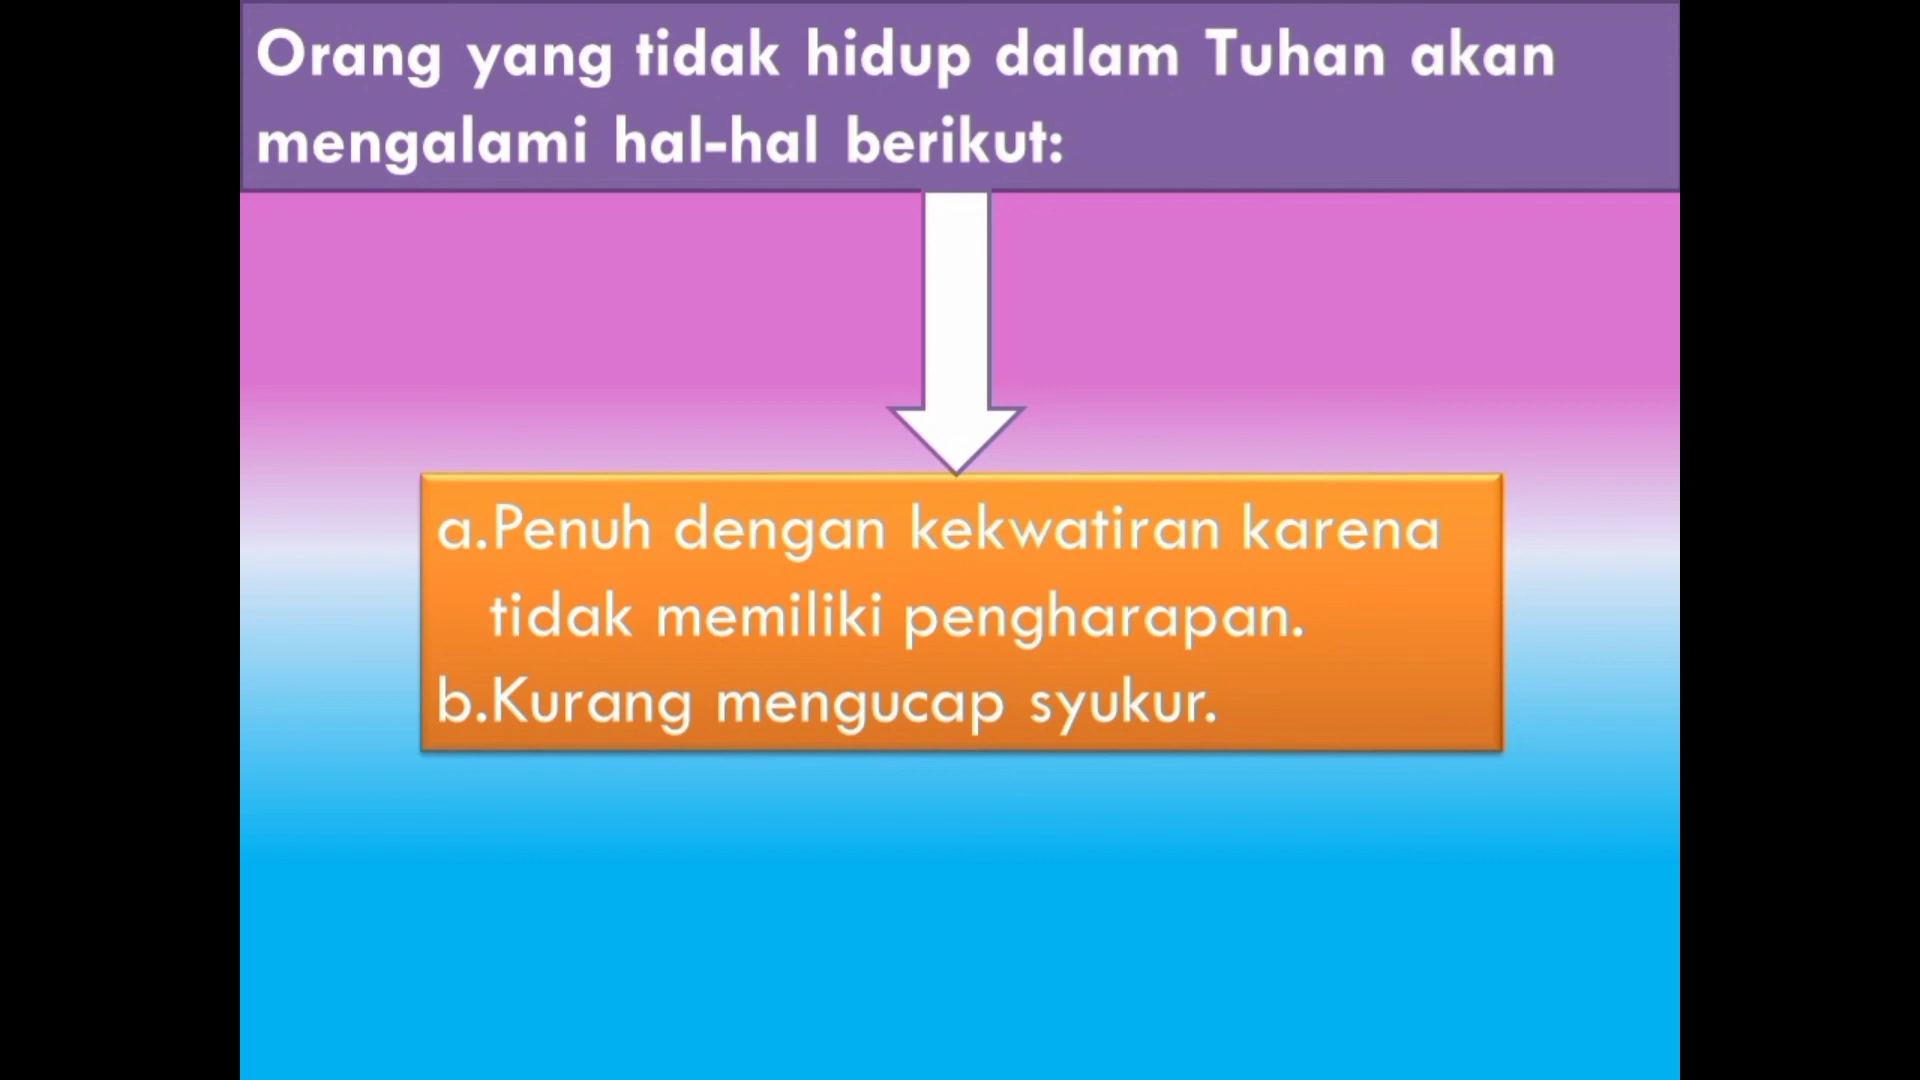 Orang yang tidak hidup dalam Tuhan akan
mengalami hal-hal berikut:
a.Penuh dengan kekwatiran karena
tidak memiliki pengharapan.
b.Kurang mengucap syukur.